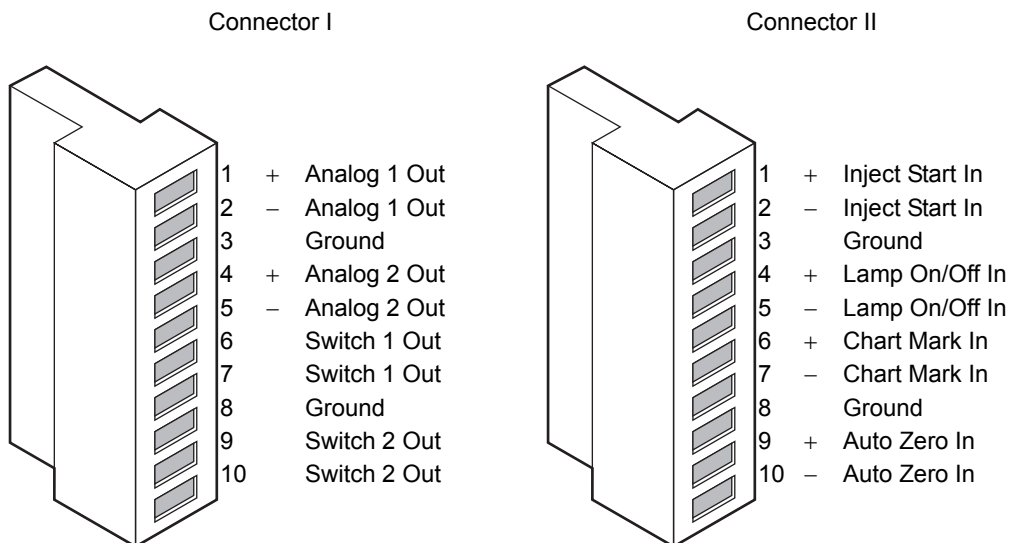 Connector I
1 + Analog 1 Out
2 − Analog 1 Out
3 Ground
4 + Analog 2 Out
5 − Analog 2 Out
6 Switch 1 Out
7 Switch 1 Out
8 Ground
9 Switch 2 Out
10 Switch 2 Out
Connector II
1 + Inject Start In
2 − Inject Start In
3 Ground
4 + Lamp On/Off In
5 − Lamp On/Off In
6 + Chart Mark In
7 − Chart Mark In
8 Ground
9 + Auto Zero In
10 − Auto Zero In